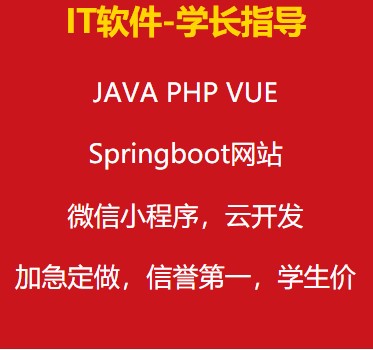 IT软件-学长指导
JAVA PHP VUE
Springboot网站
微信小程序，云开发
加急定做，信誉第一，学生价